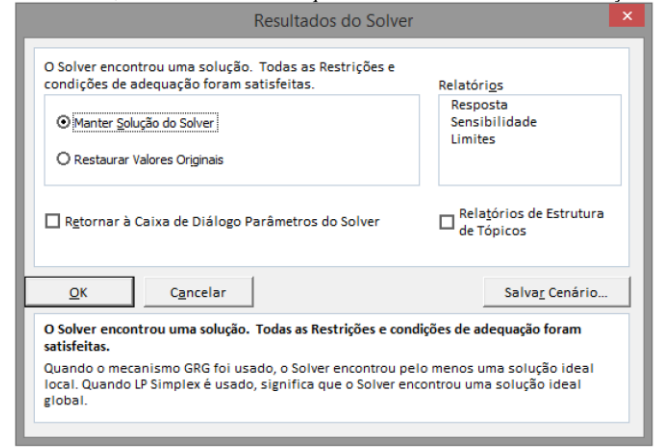 Resultados do Solver
O Solver encontrou uma solução. Todas as Restrições e
condições de adequação foram satisfeitas.
Manter Solução do Solver
Restaurar Valores Originais
Relatórios
Resposta
Sensibilidade
Limites
Retornar à Caixa de Diálogo Parâmetros do Solver
Relatórios de Estrutura
de Tópicos
OK
Cancelar
Salvar Cenário...
O Solver encontrou uma solução. Todas as Restrições e condições de adequação foram
satisfeitas.
Quando o mecanismo GRG foi usado, o Solver encontrou pelo menos uma solução ideal
local. Quando LP Simplex é usado, significa que o Solver encontrou uma solução ideal
global.